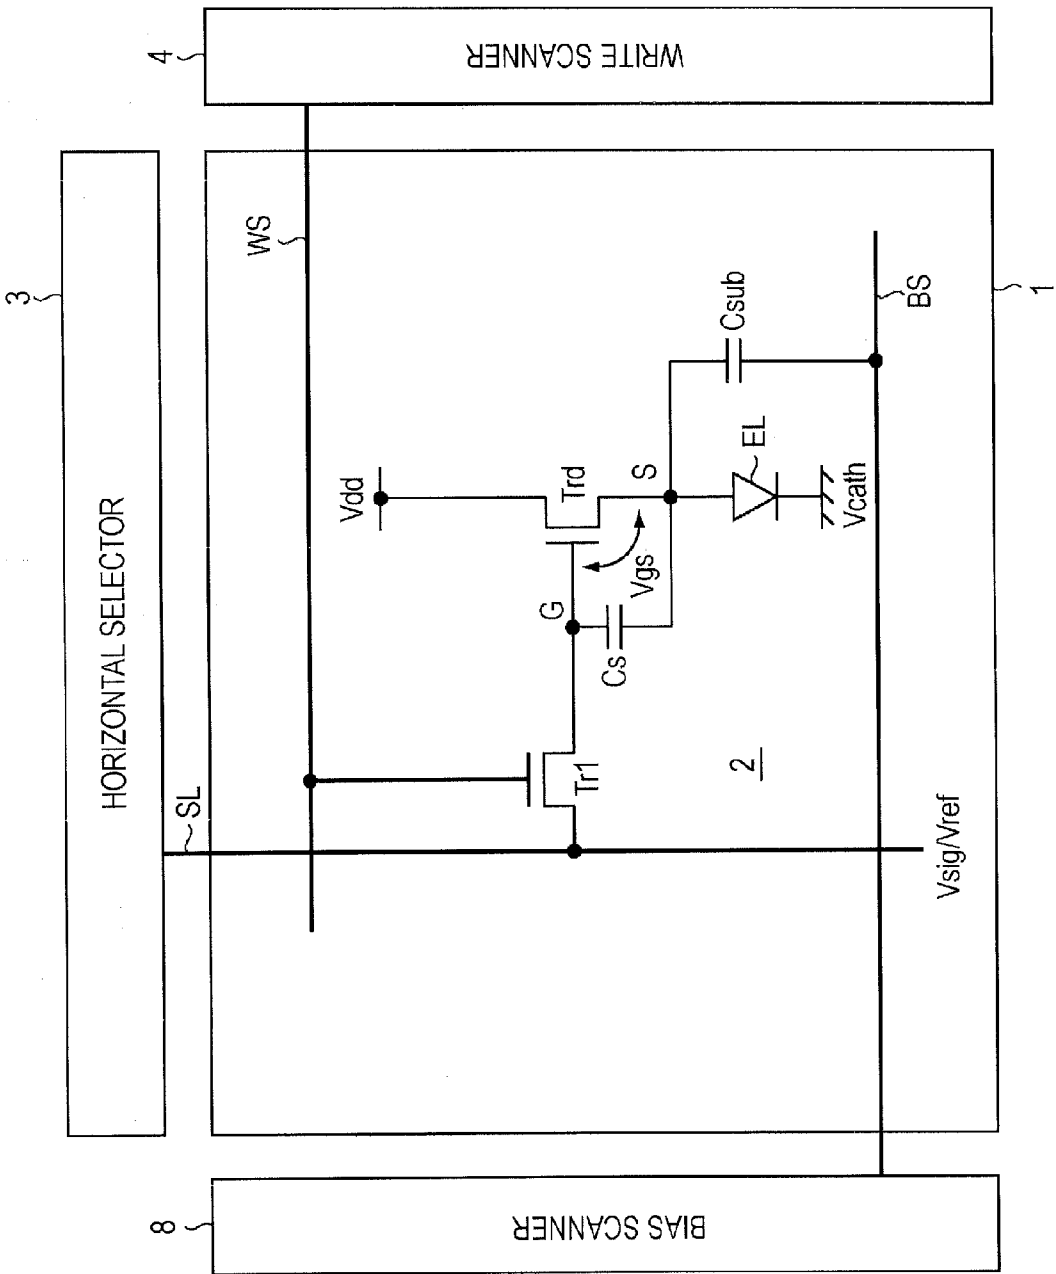 HORIZONTAL SELECTOR
3
WRITE SCANNER
4
BIAS SCANNER
8
SL
WS
Vdd
Trd
G
S
Vgs
Cs
Tr1
Csub
EL
Vcath
BS
2
1
Vsig/Vref